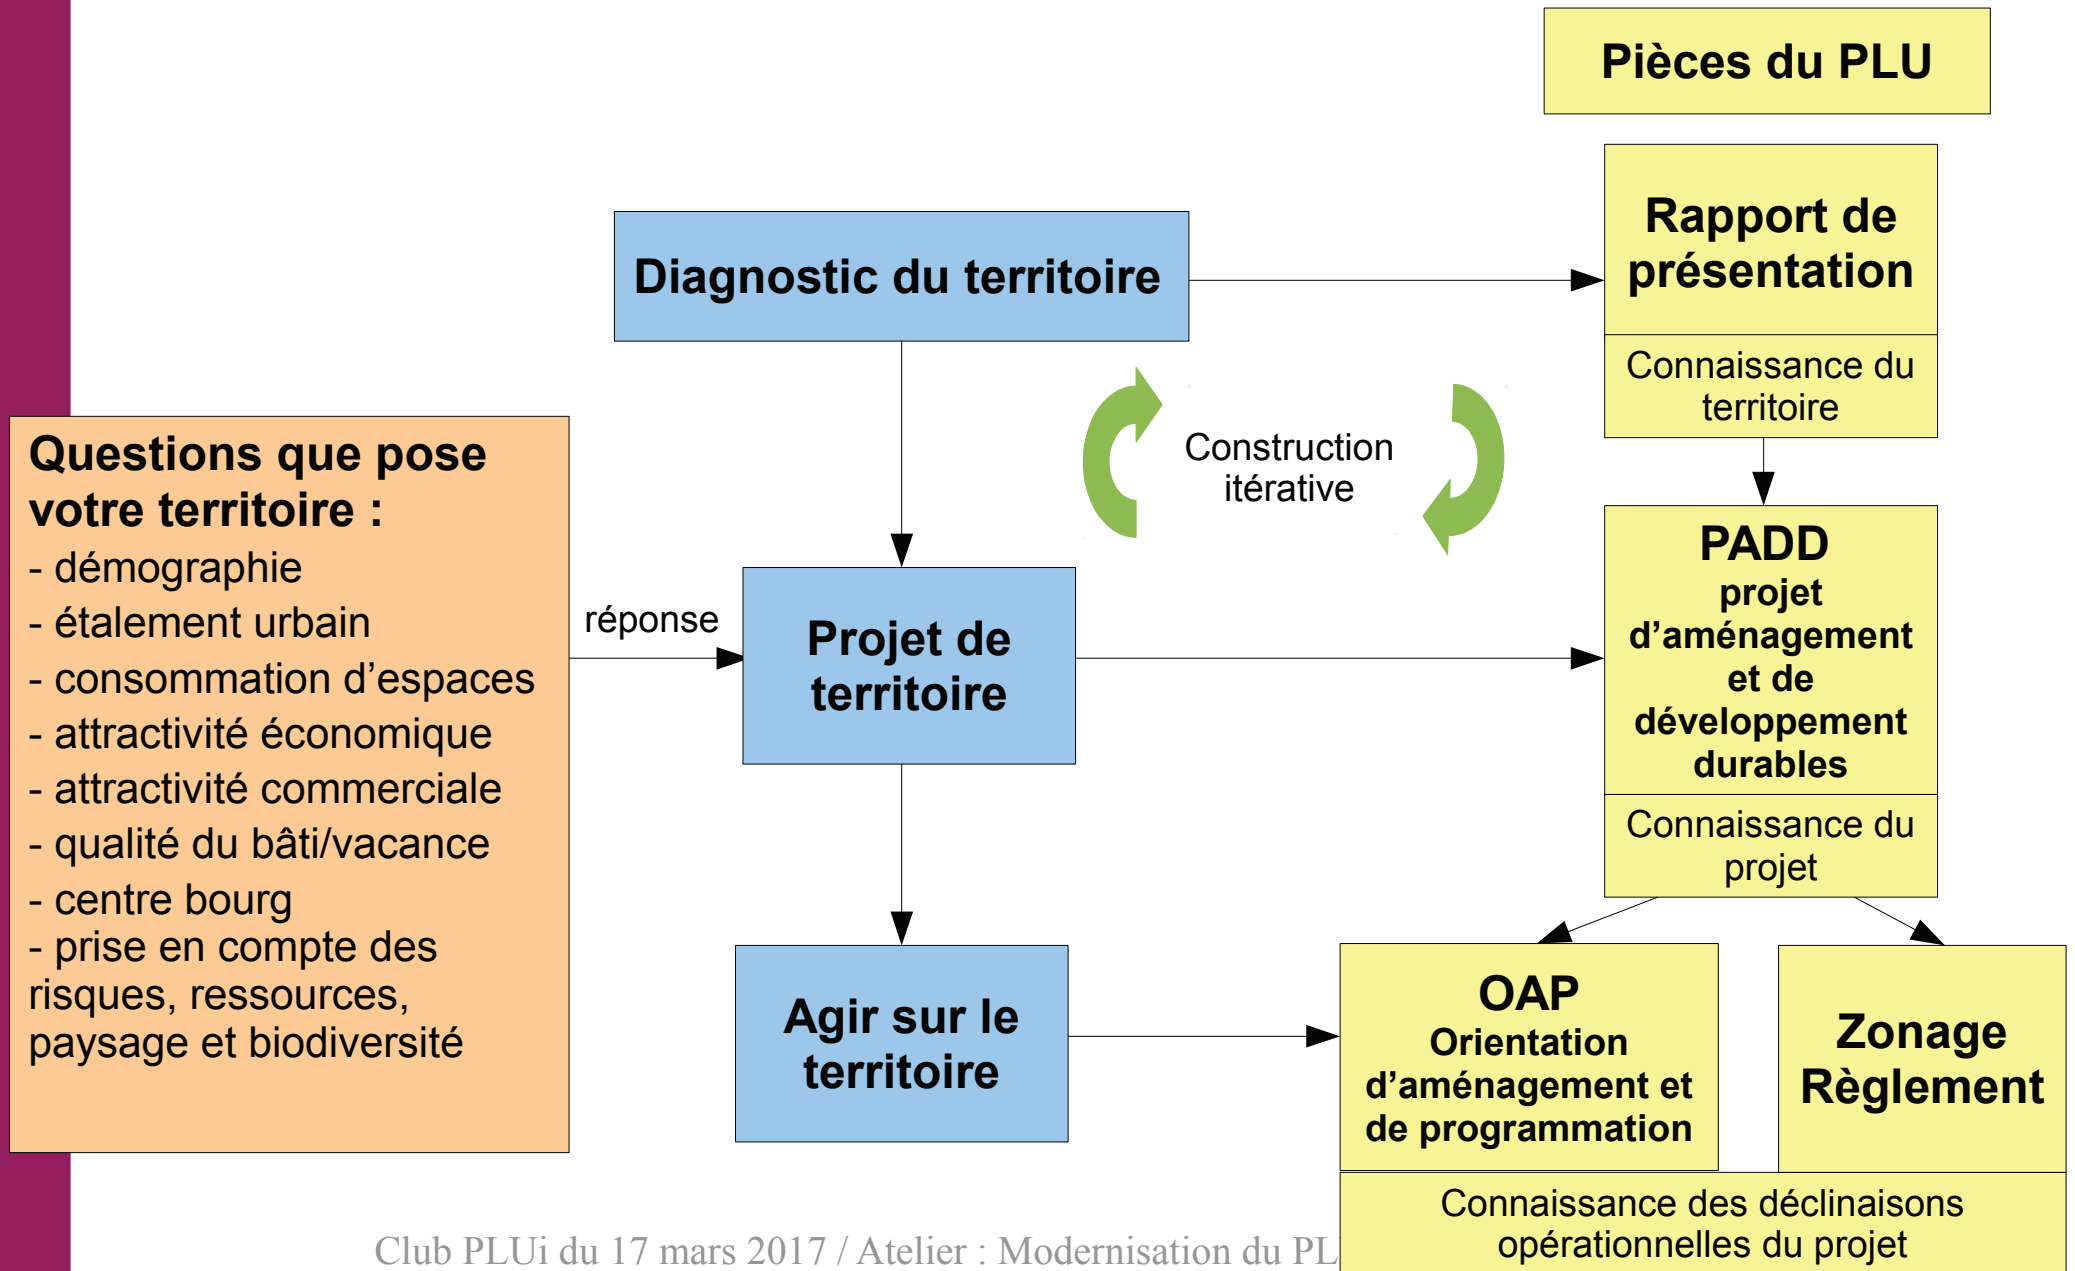 Pièces du PLU
Rapport de
présentation
Connaissance du
territoire
Diagnostic du territoire
Construction
itérative
Questions que pose
votre territoire :
- démographie
- étalement urbain
- consommation d’espaces
- attractivité économique
- attractivité commerciale
- qualité du bâti/vacance
- centre bourg
- prise en compte des
risques, ressources,
paysage et biodiversité
réponse
Projet de
territoire
PADD
projet
d’aménagement
et de
développement
durables
Connaissance du
projet
Agir sur le
territoire
OAP
Orientation
d’aménagement et
de programmation
Zonage
Règlement
Connaissance des déclinaisons
opérationnelles du projet
Club PLUi du 17 mars 2017 / Atelier : Modernisation du PL